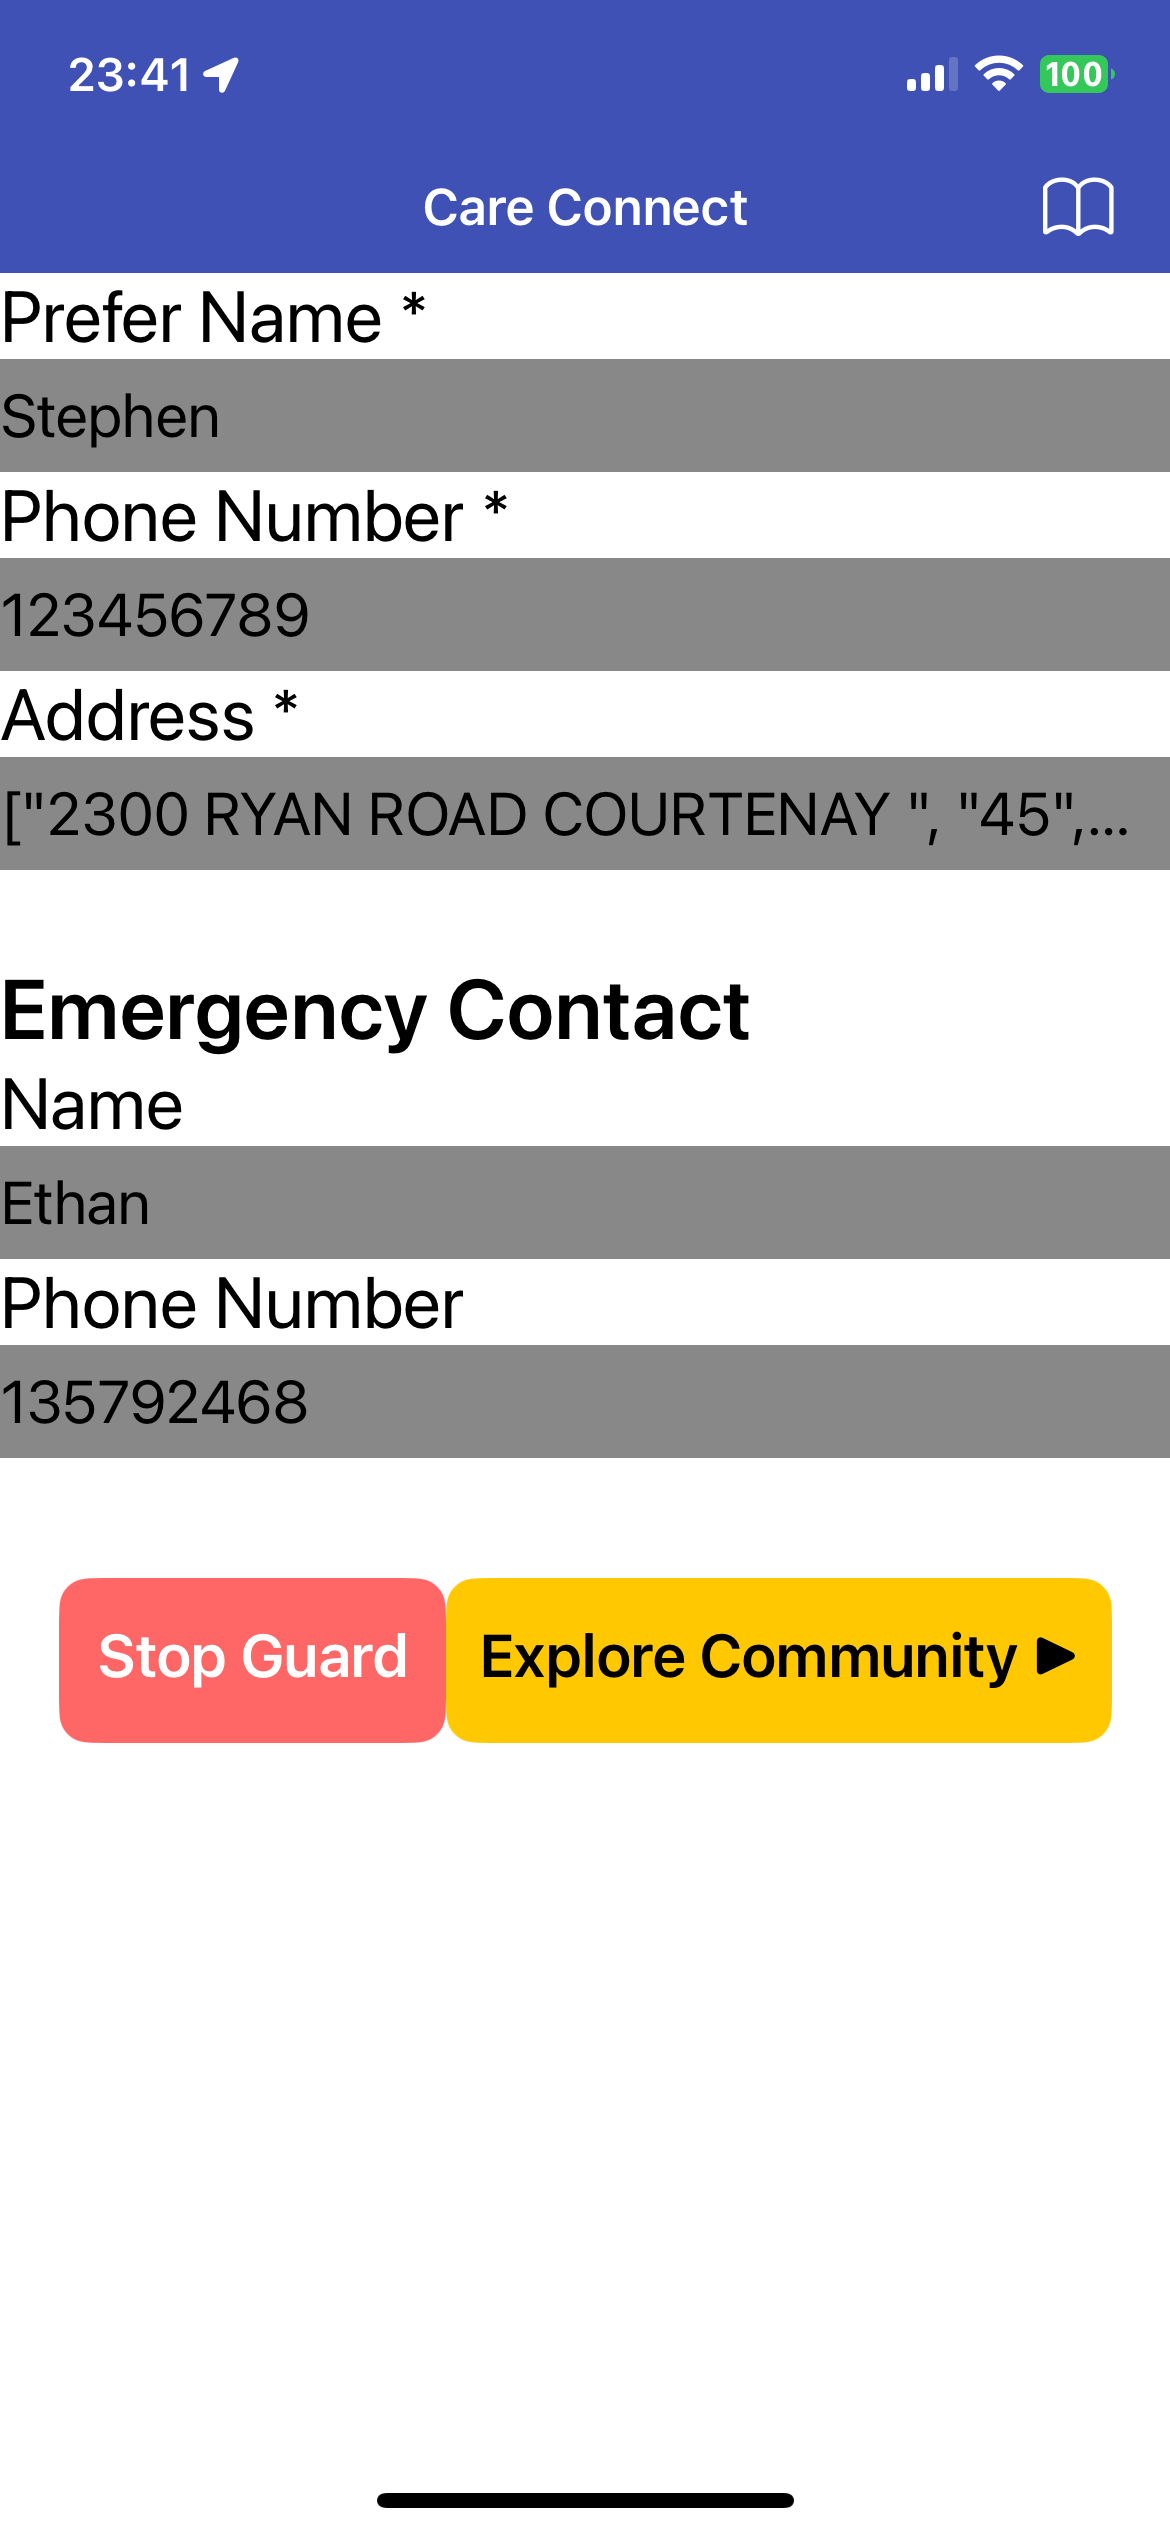 23:41
100
Care Connect
Prefer Name *
Stephen
Phone Number *
123456789
Address *
["2300 RYAN ROAD COURTENAY ", "45",...
Emergency Contact
Name
Ethan
Phone Number
135792468
Stop Guard
Explore Community ▶